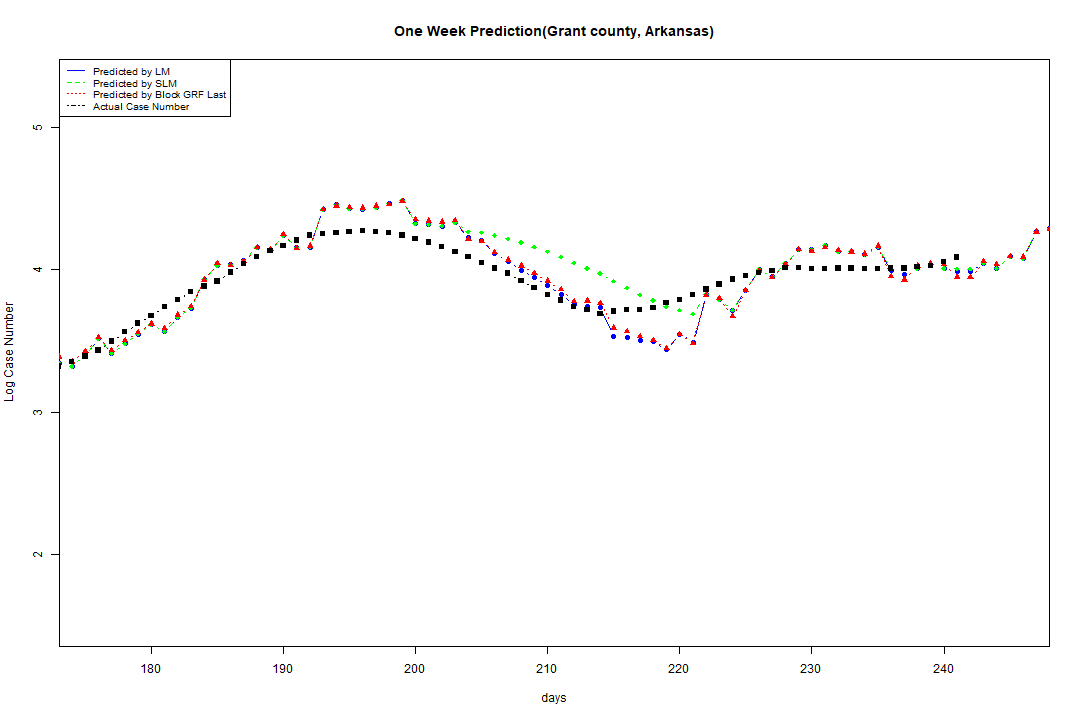 One Week Prediction(Grant county, Arkansas)
Predicted by LM
Predicted by SLM
Predicted by Block GRF Last
Actual Case Number
5
4
3
2
Log Case Number
180 190 200 210 220 230 240
days